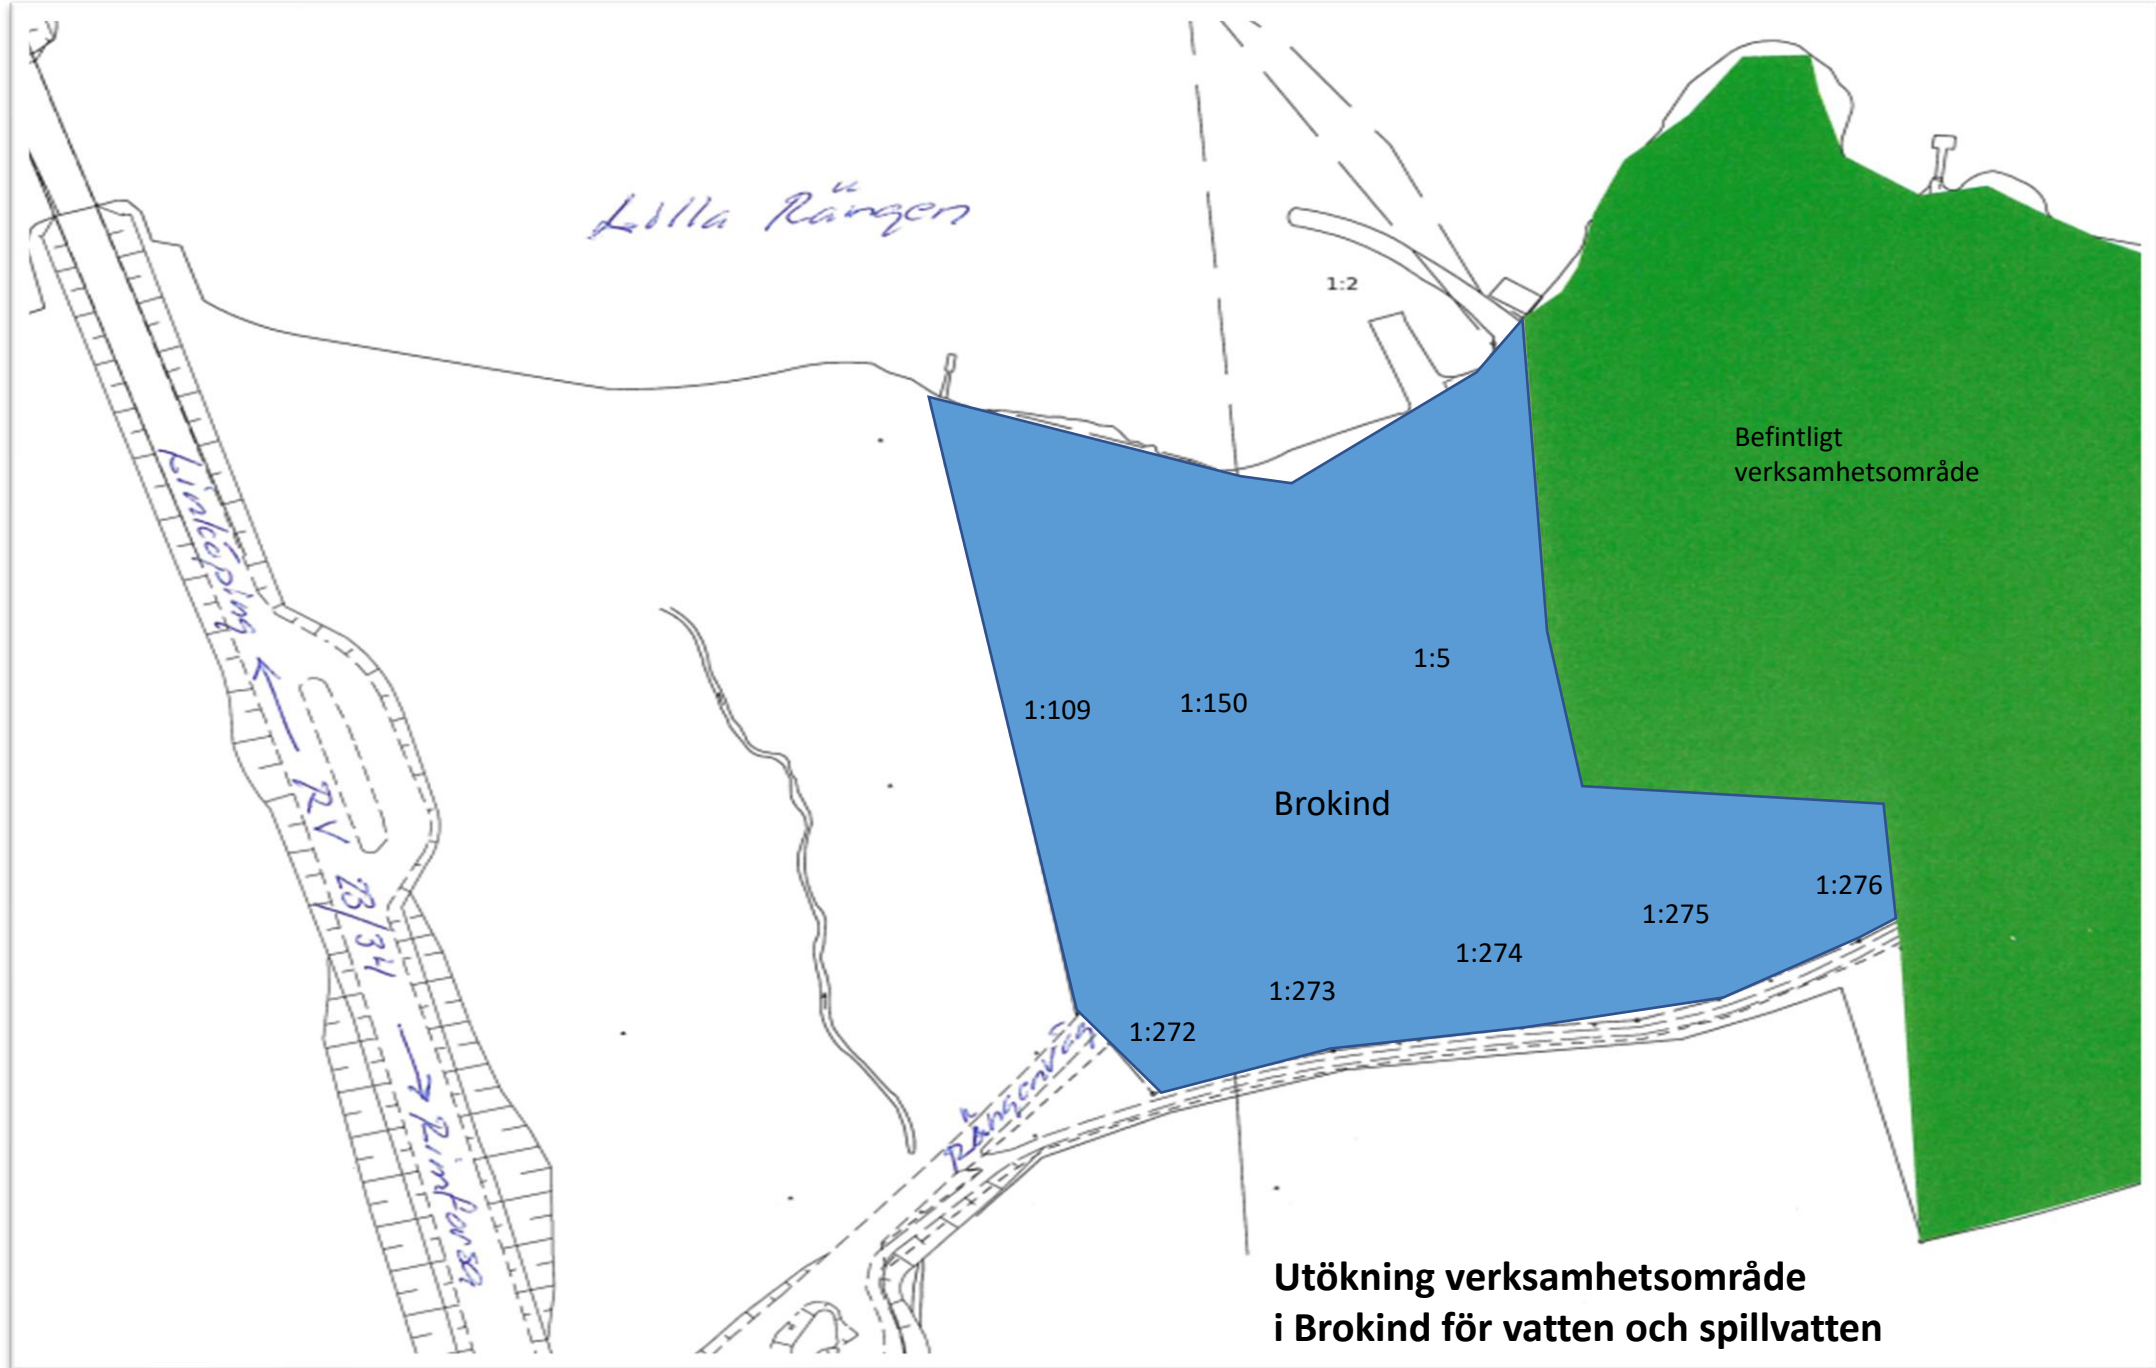 Lilla Rängen
1:2
Befintligt
verksamhetsområde
Linköping
1:5
1:109
1:150
Brokind
RV 23/34
1:276
1:275
1:274
1:273
1:272
Rängenväg
Rimforsa
Utökning verksamhetsområde
i Brokind för vatten och spillvatten